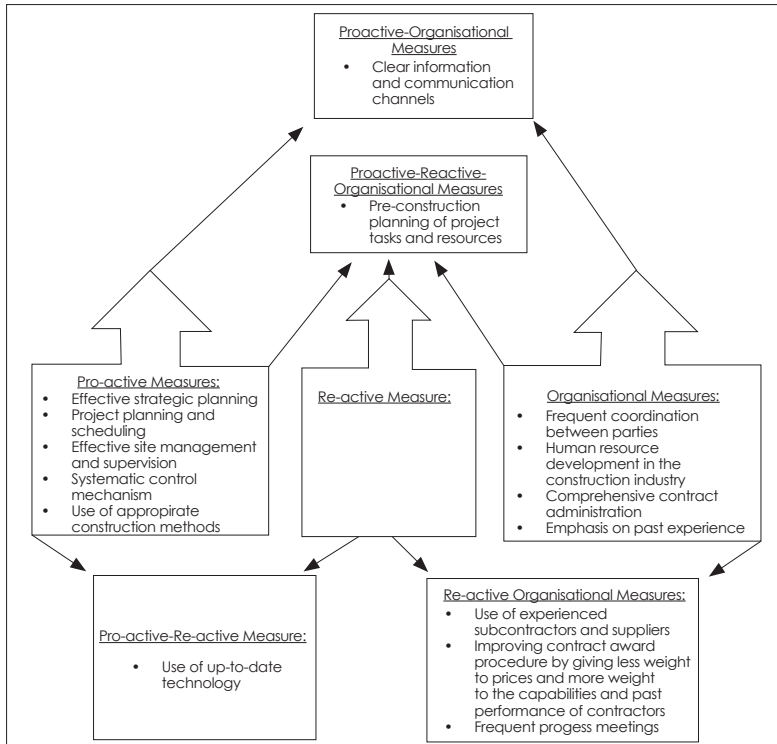 Proactive-Organisational
Measures
• Clear information
and communication
channels
Proactive-Reactive-
Organisational Measures
• Pre-construction
planning of project
tasks and resources
Pro-active Measures:
• Effective strategic planning
• Project planning and
scheduling
• Effective site management
and supervision
• Systematic control
mechanism
• Use of appropirate
construction methods
Re-active Measure:
Organisational Measures:
• Frequent coordination
between parties
• Human resource
development in the
construction industry
• Comprehensive contract
administration
• Emphasis on past experience
Pro-active-Re-active Measure:
• Use of up-to-date
technology
Re-active Organisational Measures:
• Use of experienced
subcontractors and suppliers
• Improving contract award
procedure by giving less weight
to prices and more weight
to the capabilities and past
performance of contractors
• Frequent progess meetings